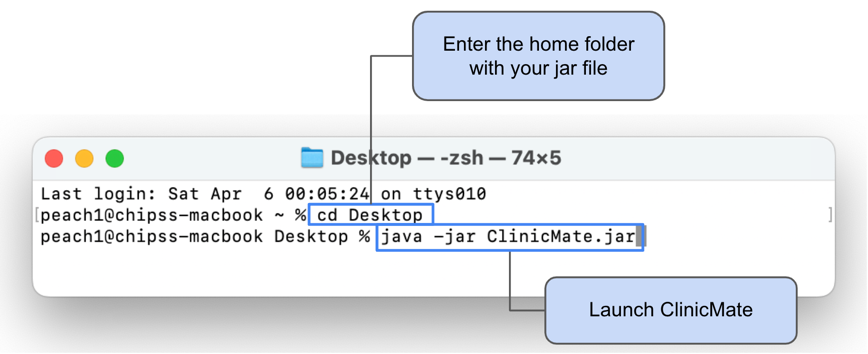 Enter the home folder
with your jar file
Desktop — -zsh — 74×5
Last login: Sat Apr  6 00:05:24 on ttys010
[peach1@chipss-macbook ~ % cd Desktop ]
peach1@chipss-macbook Desktop % java -jar ClinicMate.jar
Launch ClinicMate